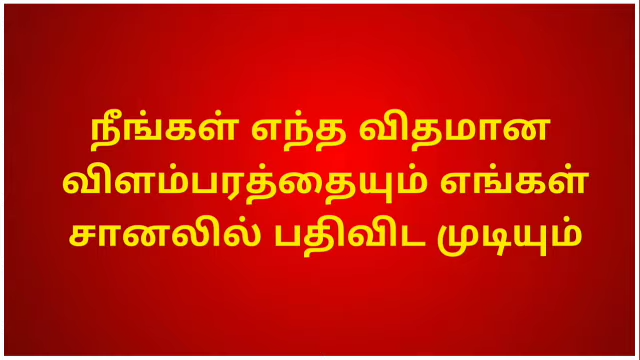 நீங்கள் எந்த விதமான
விளம்பரத்தையும் எங்கள்
சானலில் பதிவிட முடியும்